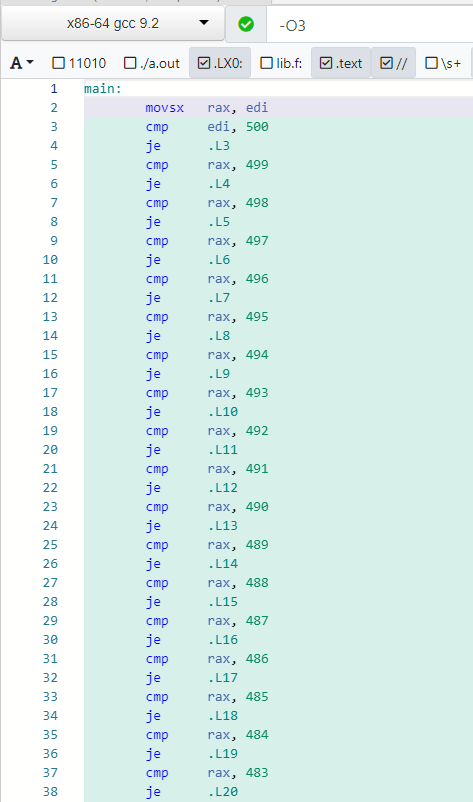 x86-64 gcc 9.2 -O3
A 11010 ./a.out .LX0: lib.f: .text // \s+
1 main:
2 movsx rax, edi
3 cmp edi, 500
4 je .L3
5 cmp rax, 499
6 je .L4
7 cmp rax, 498
8 je .L5
9 cmp rax, 497
10 je .L6
11 cmp rax, 496
12 je .L7
13 cmp rax, 495
14 je .L8
15 cmp rax, 494
16 je .L9
17 cmp rax, 493
18 je .L10
19 cmp rax, 492
20 je .L11
21 cmp rax, 491
22 je .L12
23 cmp rax, 490
24 je .L13
25 cmp rax, 489
26 je .L14
27 cmp rax, 488
28 je .L15
29 cmp rax, 487
30 je .L16
31 cmp rax, 486
32 je .L17
33 cmp rax, 485
34 je .L18
35 cmp rax, 484
36 je .L19
37 cmp rax, 483
38 je .L20